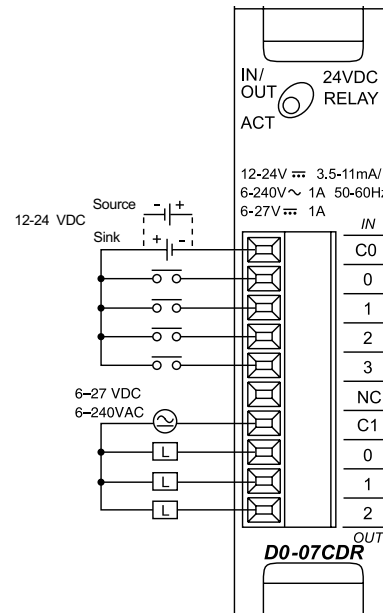 IN/
OUT
24VDC
RELAY
ACT
12-24V ⎓ 3.5-11mA/
6-240V ∿ 1A 50-60Hz
6-27V ⎓ 1A
IN
Source
- +
12-24 VDC
Sink
+ -
C0
0
1
2
3
NC
6–27 VDC
6–240VAC
C1
L 0
L 1
L 2
OUT
D0-07CDR